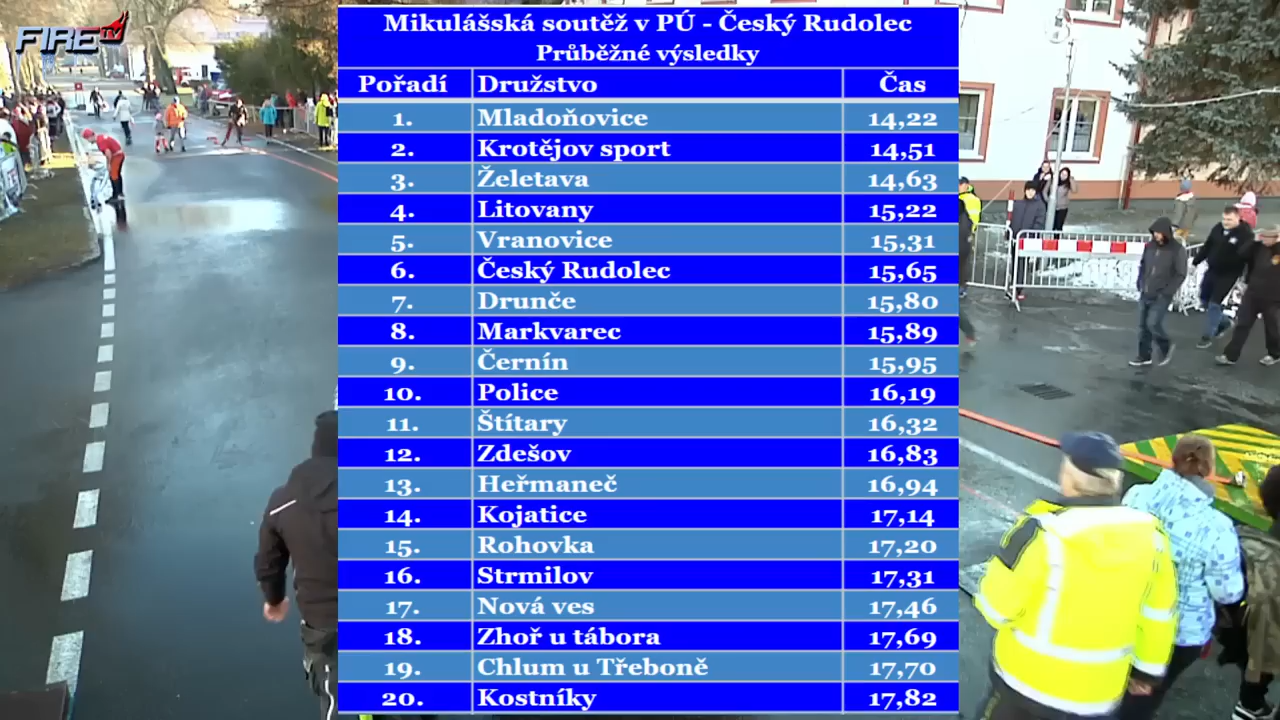 FIRE TV
Mikulášská soutěž v PÚ - Český Rudolec
Průběžné výsledky
Pořadí Družstvo Čas
1. Mladoňovice 14,22
2. Krotějov sport 14,51
3. Želetava 14,63
4. Litovany 15,22
5. Vranovice 15,31
6. Český Rudolec 15,65
7. Drunče 15,80
8. Markvarec 15,89
9. Černín 15,95
10. Police 16,19
11. Štítary 16,32
12. Zdešov 16,83
13. Heřmaneč 16,94
14. Kojatice 17,14
15. Rohovka 17,20
16. Strmilov 17,31
17. Nová ves 17,46
18. Zhoř u tábora 17,69
19. Chlum u Třeboně 17,70
20. Kostníky 17,82